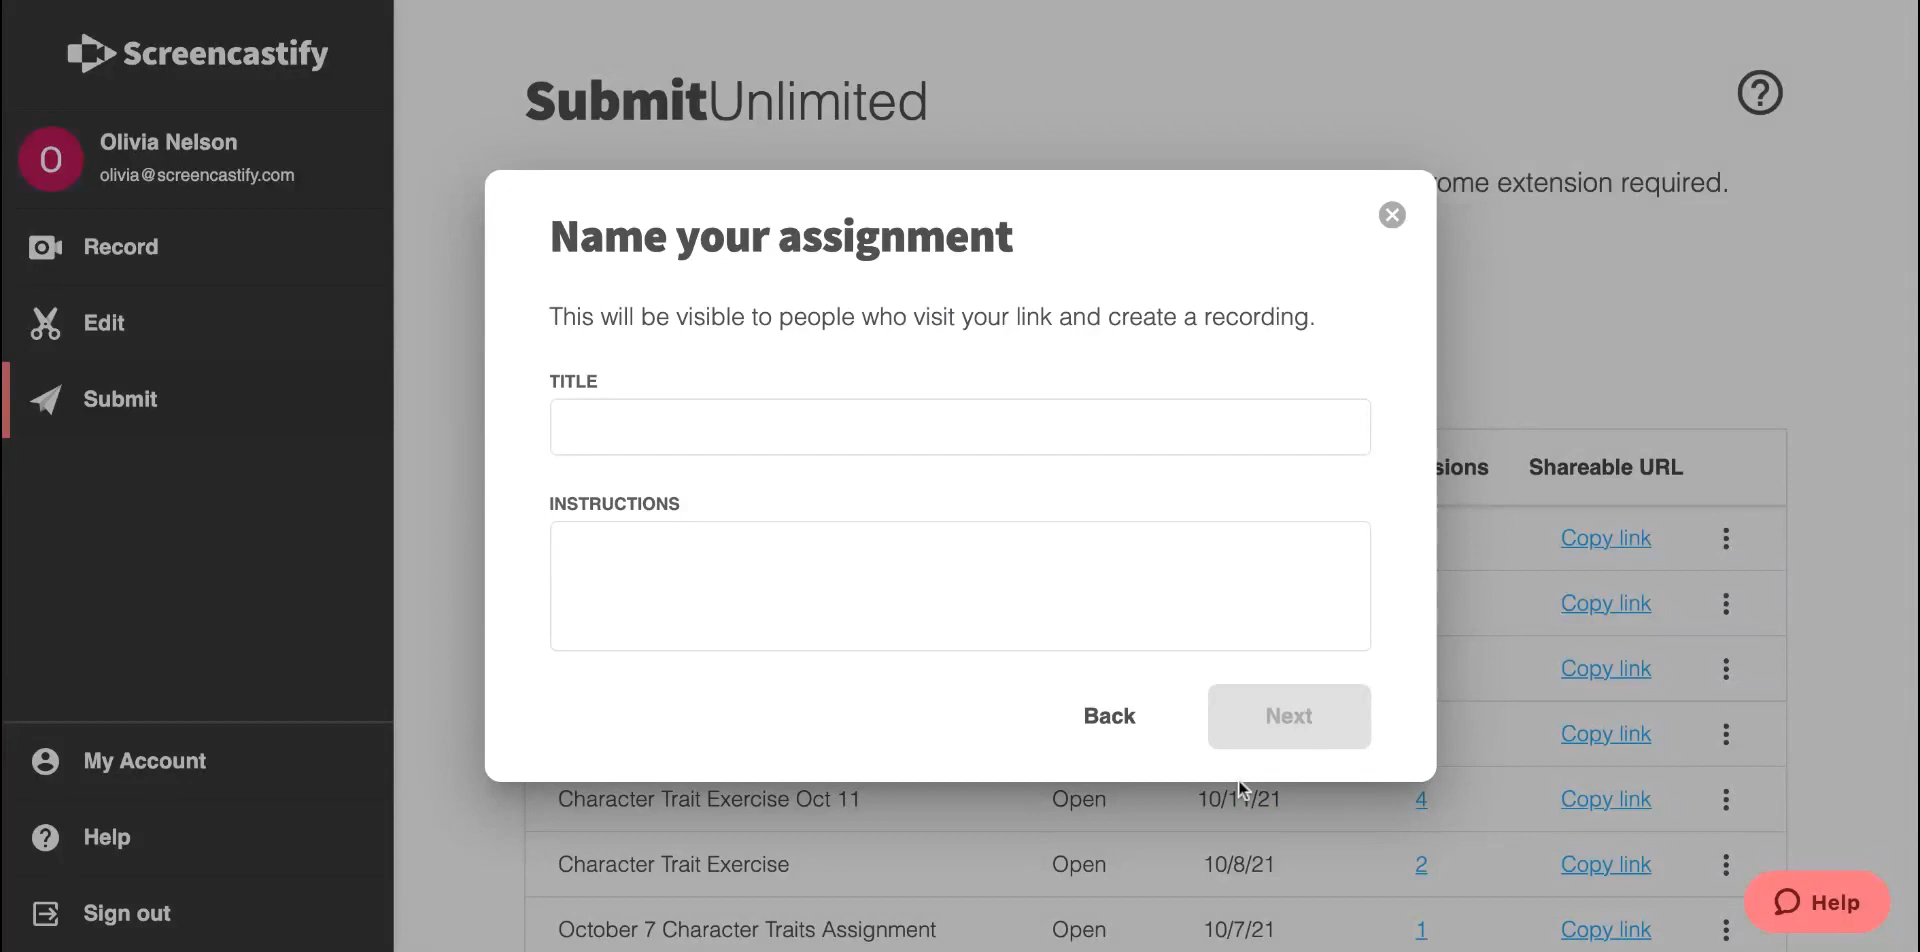 Screencastify
Olivia Nelson
olivia@screencastify.com
Record
Edit
Submit
My Account
Help
Sign out
SubmitUnlimited
extension required.
Name your assignment
This will be visible to people who visit your link and create a recording.
TITLE
INSTRUCTIONS
Back
Next
Shareable URL
Copy link
Copy link
Copy link
Copy link
Character Trait Exercise Oct 11 Open 10/11/21 4 Copy link
Character Trait Exercise Open 10/8/21 2 Copy link
October 7 Character Traits Assignment Open 10/7/21 1 Copy link
Help